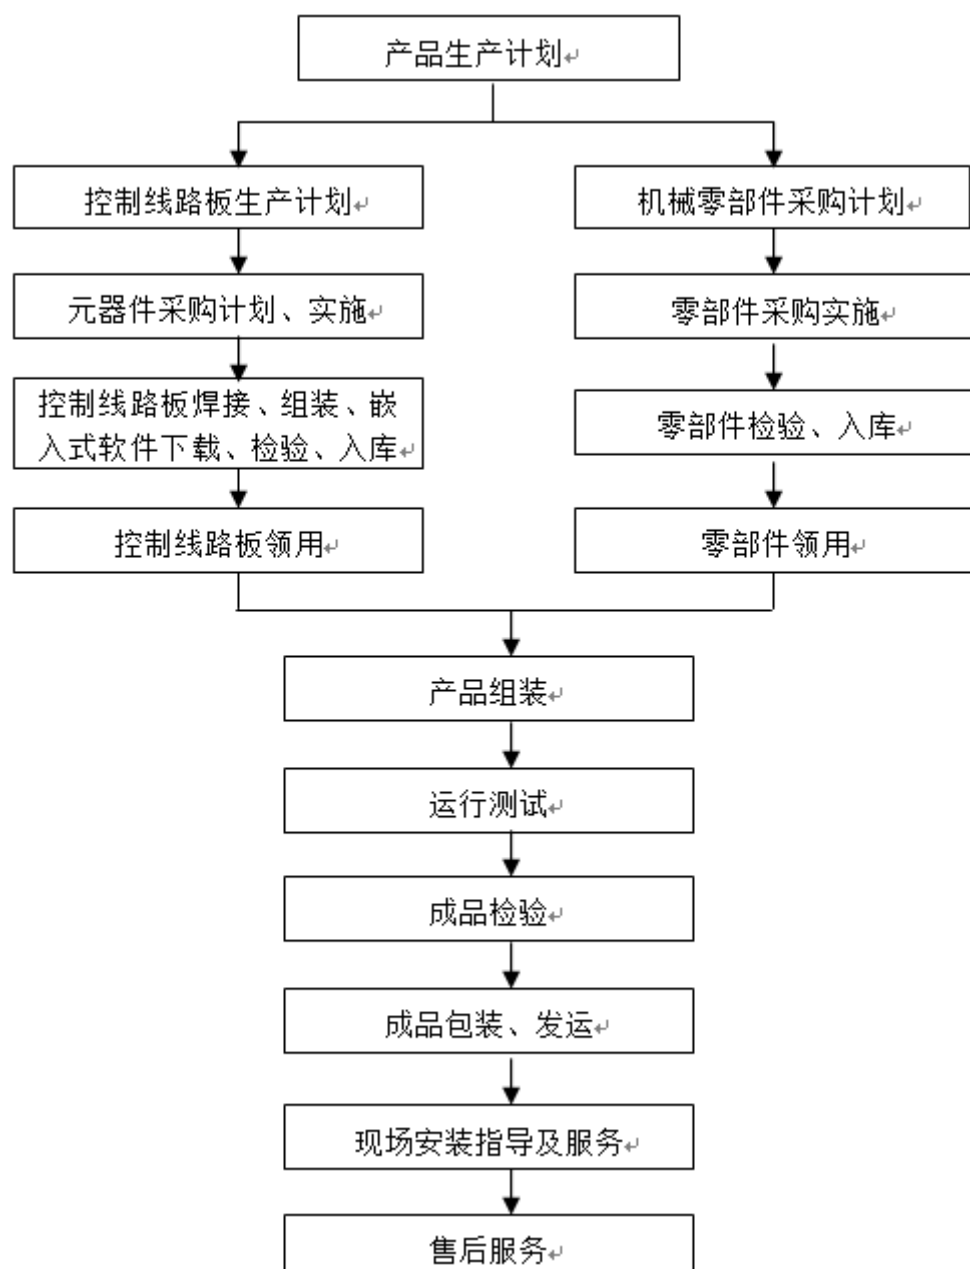 产品生产计划
控制线路板生产计划
机械零部件采购计划
元器件采购计划、实施
零部件采购实施
控制线路板焊接、组装、嵌
入式软件下载、检验、入库
零部件检验、入库
控制线路板领用
零部件领用
产品组装
运行测试
成品检验
成品包装、发运
现场安装指导及服务
售后服务